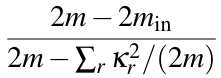 2m − 2m_in
2m − ∑_r κ_r^2/(2m)